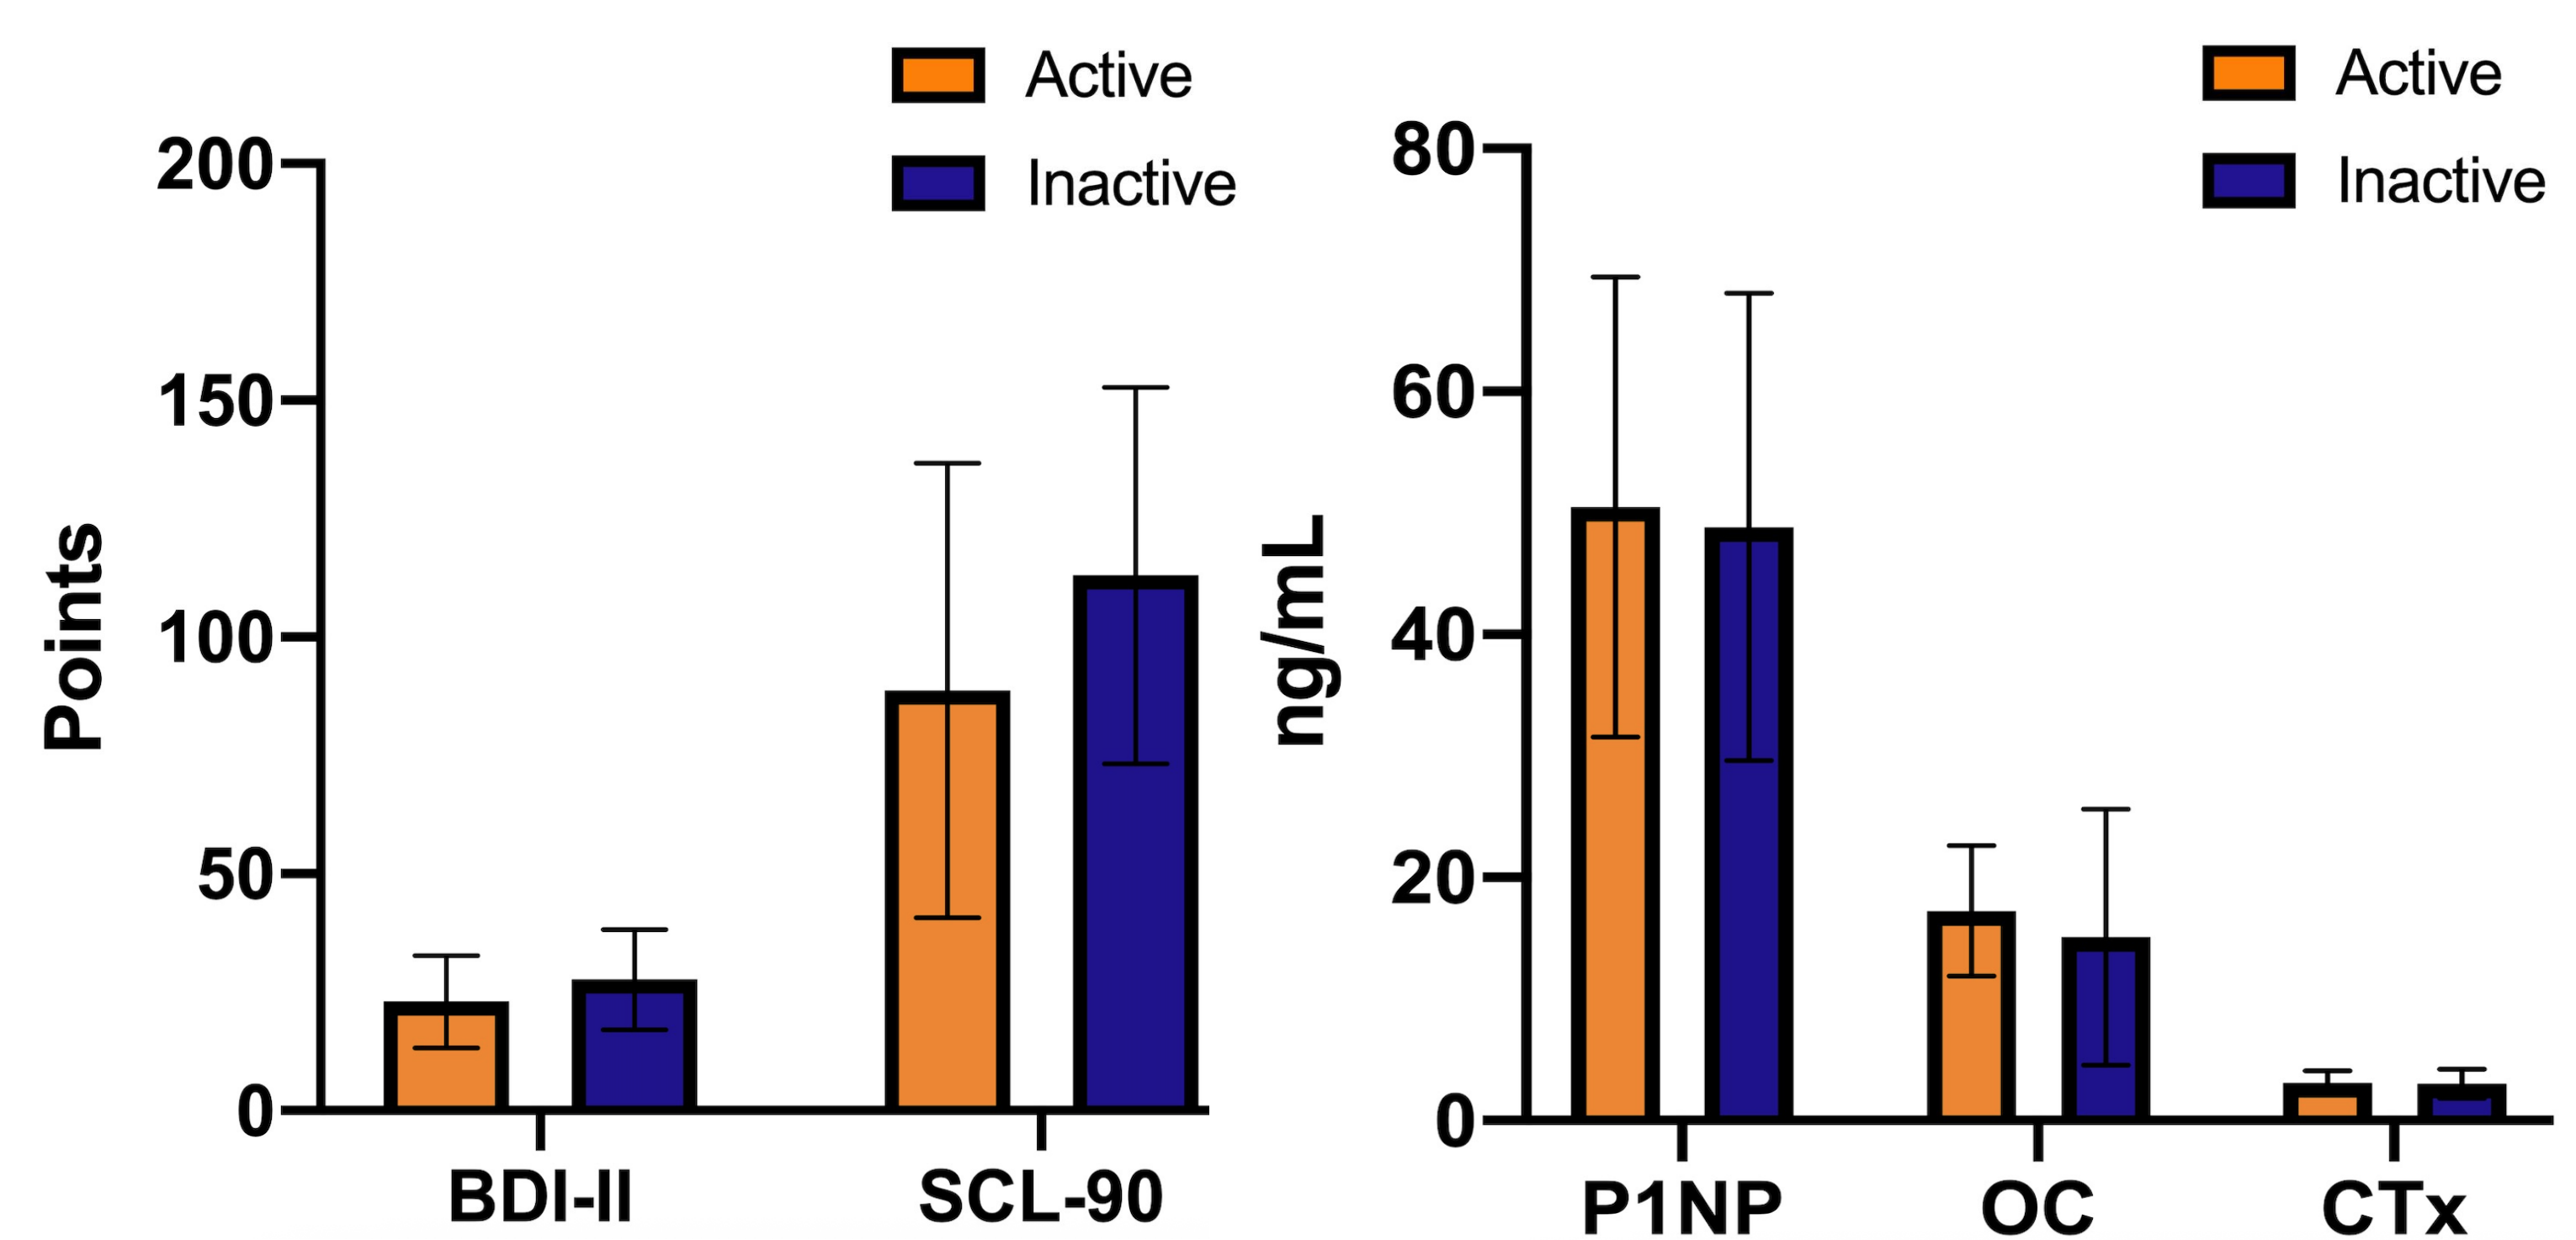 Active
Inactive
200
150
100
50
0
Points
BDI-II
SCL-90
Active
Inactive
80
60
40
20
0
ng/mL
P1NP
OC
CTx